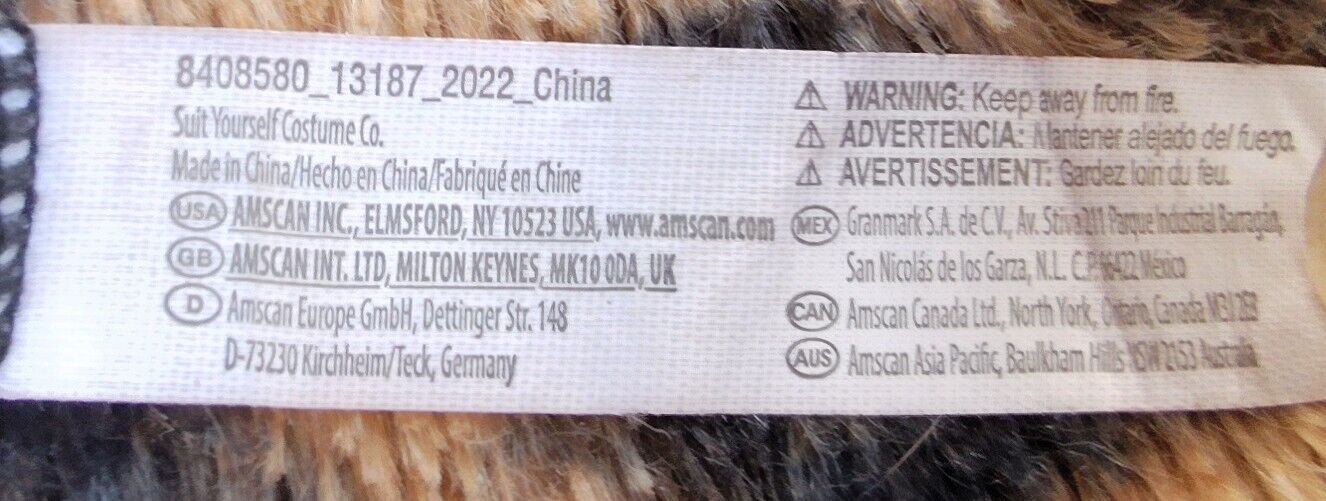 8408580_13187_2022_China
Suit Yourself Costume Co.
Made in China/Hecho en China/Fabriqué en Chine
USA AMSCAN INC., ELMSFORD, NY 10523 USA, www.amscan.com
GB AMSCAN INT. LTD, MILTON KEYNES, MK10 0DA, UK
D Amscan Europe GmbH, Dettinger Str. 148
D-73230 Kirchheim/Teck, Germany
⚠ WARNING: Keep away from fire.
⚠ ADVERTENCIA: Mantener alejado del fuego.
⚠ AVERTISSEMENT: Gardez loin du feu.
MEX Granmark S.A. de C.V., Av. Stiva 211 Parque Industrial Barragán,
San Nicolás de los Garza, N.L. C.P. 66422 México
CAN Amscan Canada Ltd., North York, Ontario, Canada
AUS Amscan Asia Pacific, Baulkham Hills NSW 2153 Australia